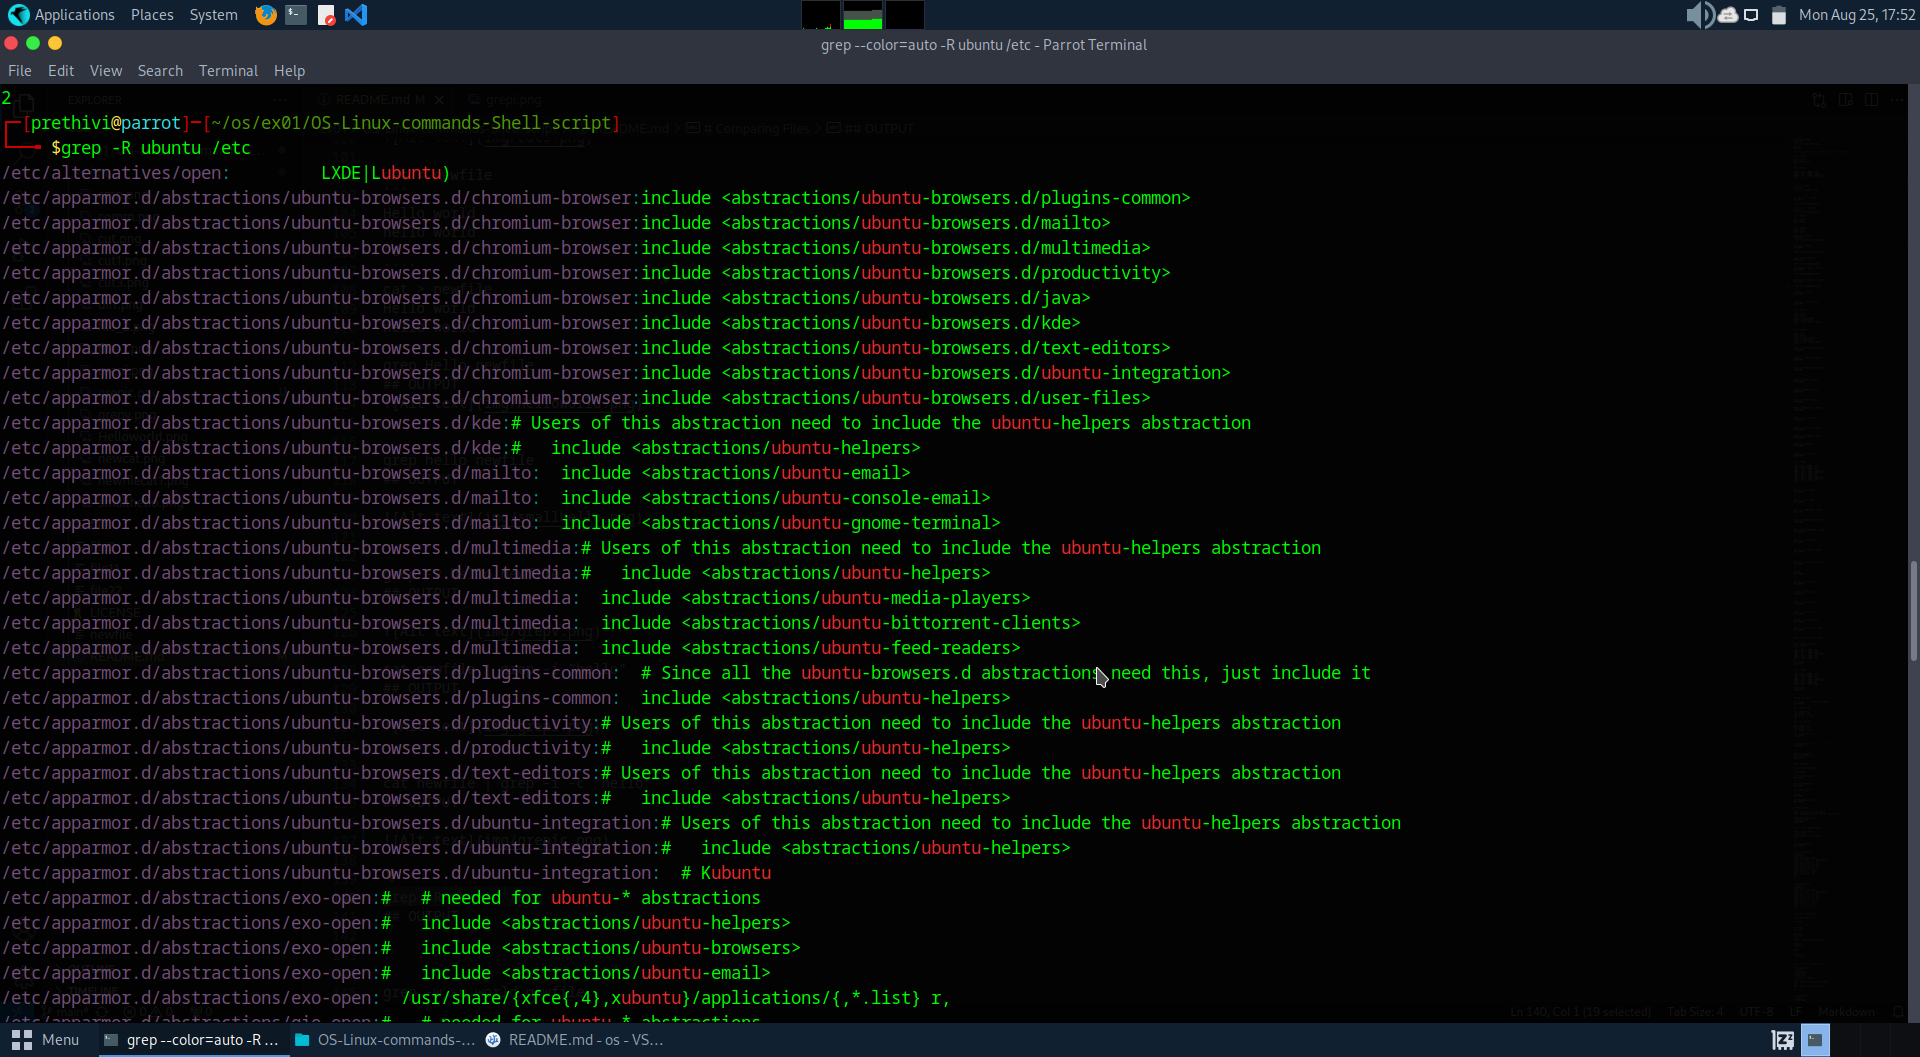 Applications Places System Mon Aug 25, 17:52
grep --color=auto -R ubuntu /etc - Parrot Terminal
File Edit View Search Terminal Help
2
[prethivi@parrot]─[~/os/ex01/OS-Linux-commands-Shell-script]
$grep -R ubuntu /etc
/etc/alternatives/open:         LXDE|Lubuntu)
/etc/apparmor.d/abstractions/ubuntu-browsers.d/chromium-browser:include <abstractions/ubuntu-browsers.d/plugins-common>
/etc/apparmor.d/abstractions/ubuntu-browsers.d/chromium-browser:include <abstractions/ubuntu-browsers.d/mailto>
/etc/apparmor.d/abstractions/ubuntu-browsers.d/chromium-browser:include <abstractions/ubuntu-browsers.d/multimedia>
/etc/apparmor.d/abstractions/ubuntu-browsers.d/chromium-browser:include <abstractions/ubuntu-browsers.d/productivity>
/etc/apparmor.d/abstractions/ubuntu-browsers.d/chromium-browser:include <abstractions/ubuntu-browsers.d/java>
/etc/apparmor.d/abstractions/ubuntu-browsers.d/chromium-browser:include <abstractions/ubuntu-browsers.d/kde>
/etc/apparmor.d/abstractions/ubuntu-browsers.d/chromium-browser:include <abstractions/ubuntu-browsers.d/text-editors>
/etc/apparmor.d/abstractions/ubuntu-browsers.d/chromium-browser:include <abstractions/ubuntu-browsers.d/ubuntu-integration>
/etc/apparmor.d/abstractions/ubuntu-browsers.d/chromium-browser:include <abstractions/ubuntu-browsers.d/user-files>
/etc/apparmor.d/abstractions/ubuntu-browsers.d/kde:# Users of this abstraction need to include the ubuntu-helpers abstraction
/etc/apparmor.d/abstractions/ubuntu-browsers.d/kde:#   include <abstractions/ubuntu-helpers>
/etc/apparmor.d/abstractions/ubuntu-browsers.d/mailto:  include <abstractions/ubuntu-email>
/etc/apparmor.d/abstractions/ubuntu-browsers.d/mailto:  include <abstractions/ubuntu-console-email>
/etc/apparmor.d/abstractions/ubuntu-browsers.d/mailto:  include <abstractions/ubuntu-gnome-terminal>
/etc/apparmor.d/abstractions/ubuntu-browsers.d/multimedia:# Users of this abstraction need to include the ubuntu-helpers abstraction
/etc/apparmor.d/abstractions/ubuntu-browsers.d/multimedia:#   include <abstractions/ubuntu-helpers>
/etc/apparmor.d/abstractions/ubuntu-browsers.d/multimedia:  include <abstractions/ubuntu-media-players>
/etc/apparmor.d/abstractions/ubuntu-browsers.d/multimedia:  include <abstractions/ubuntu-bittorrent-clients>
/etc/apparmor.d/abstractions/ubuntu-browsers.d/multimedia:  include <abstractions/ubuntu-feed-readers>
/etc/apparmor.d/abstractions/ubuntu-browsers.d/plugins-common:  # Since all the ubuntu-browsers.d abstractions need this, just include it
/etc/apparmor.d/abstractions/ubuntu-browsers.d/plugins-common:  include <abstractions/ubuntu-helpers>
/etc/apparmor.d/abstractions/ubuntu-browsers.d/productivity:# Users of this abstraction need to include the ubuntu-helpers abstraction
/etc/apparmor.d/abstractions/ubuntu-browsers.d/productivity:#   include <abstractions/ubuntu-helpers>
/etc/apparmor.d/abstractions/ubuntu-browsers.d/text-editors:# Users of this abstraction need to include the ubuntu-helpers abstraction
/etc/apparmor.d/abstractions/ubuntu-browsers.d/text-editors:#   include <abstractions/ubuntu-helpers>
/etc/apparmor.d/abstractions/ubuntu-browsers.d/ubuntu-integration:# Users of this abstraction need to include the ubuntu-helpers abstraction
/etc/apparmor.d/abstractions/ubuntu-browsers.d/ubuntu-integration:#   include <abstractions/ubuntu-helpers>
/etc/apparmor.d/abstractions/ubuntu-browsers.d/ubuntu-integration:  # Kubuntu
/etc/apparmor.d/abstractions/exo-open:#   # needed for ubuntu-* abstractions
/etc/apparmor.d/abstractions/exo-open:#   include <abstractions/ubuntu-helpers>
/etc/apparmor.d/abstractions/exo-open:#   include <abstractions/ubuntu-browsers>
/etc/apparmor.d/abstractions/exo-open:#   include <abstractions/ubuntu-email>
/etc/apparmor.d/abstractions/exo-open:  /usr/share/{xfce{,4},xubuntu}/applications/{,*.list} r,
/etc/apparmor.d/abstractions/gio-open:#   # needed for ubuntu-* abstractions
Menu grep --color=auto -R ... OS-Linux-commands-... README.md - os - VS...